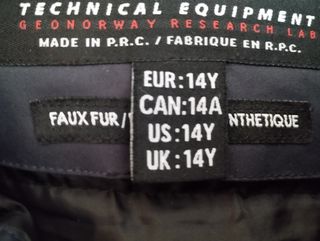 TECHNICAL EQUIPMENT
GEONORWAY RESEARCH LAB
MADE IN P.R.C. / FABRIQUE EN R.P.C.
EUR:14Y
CAN:14A
FAUX FUR/ NTHETIQUE
US:14Y
UK:14Y